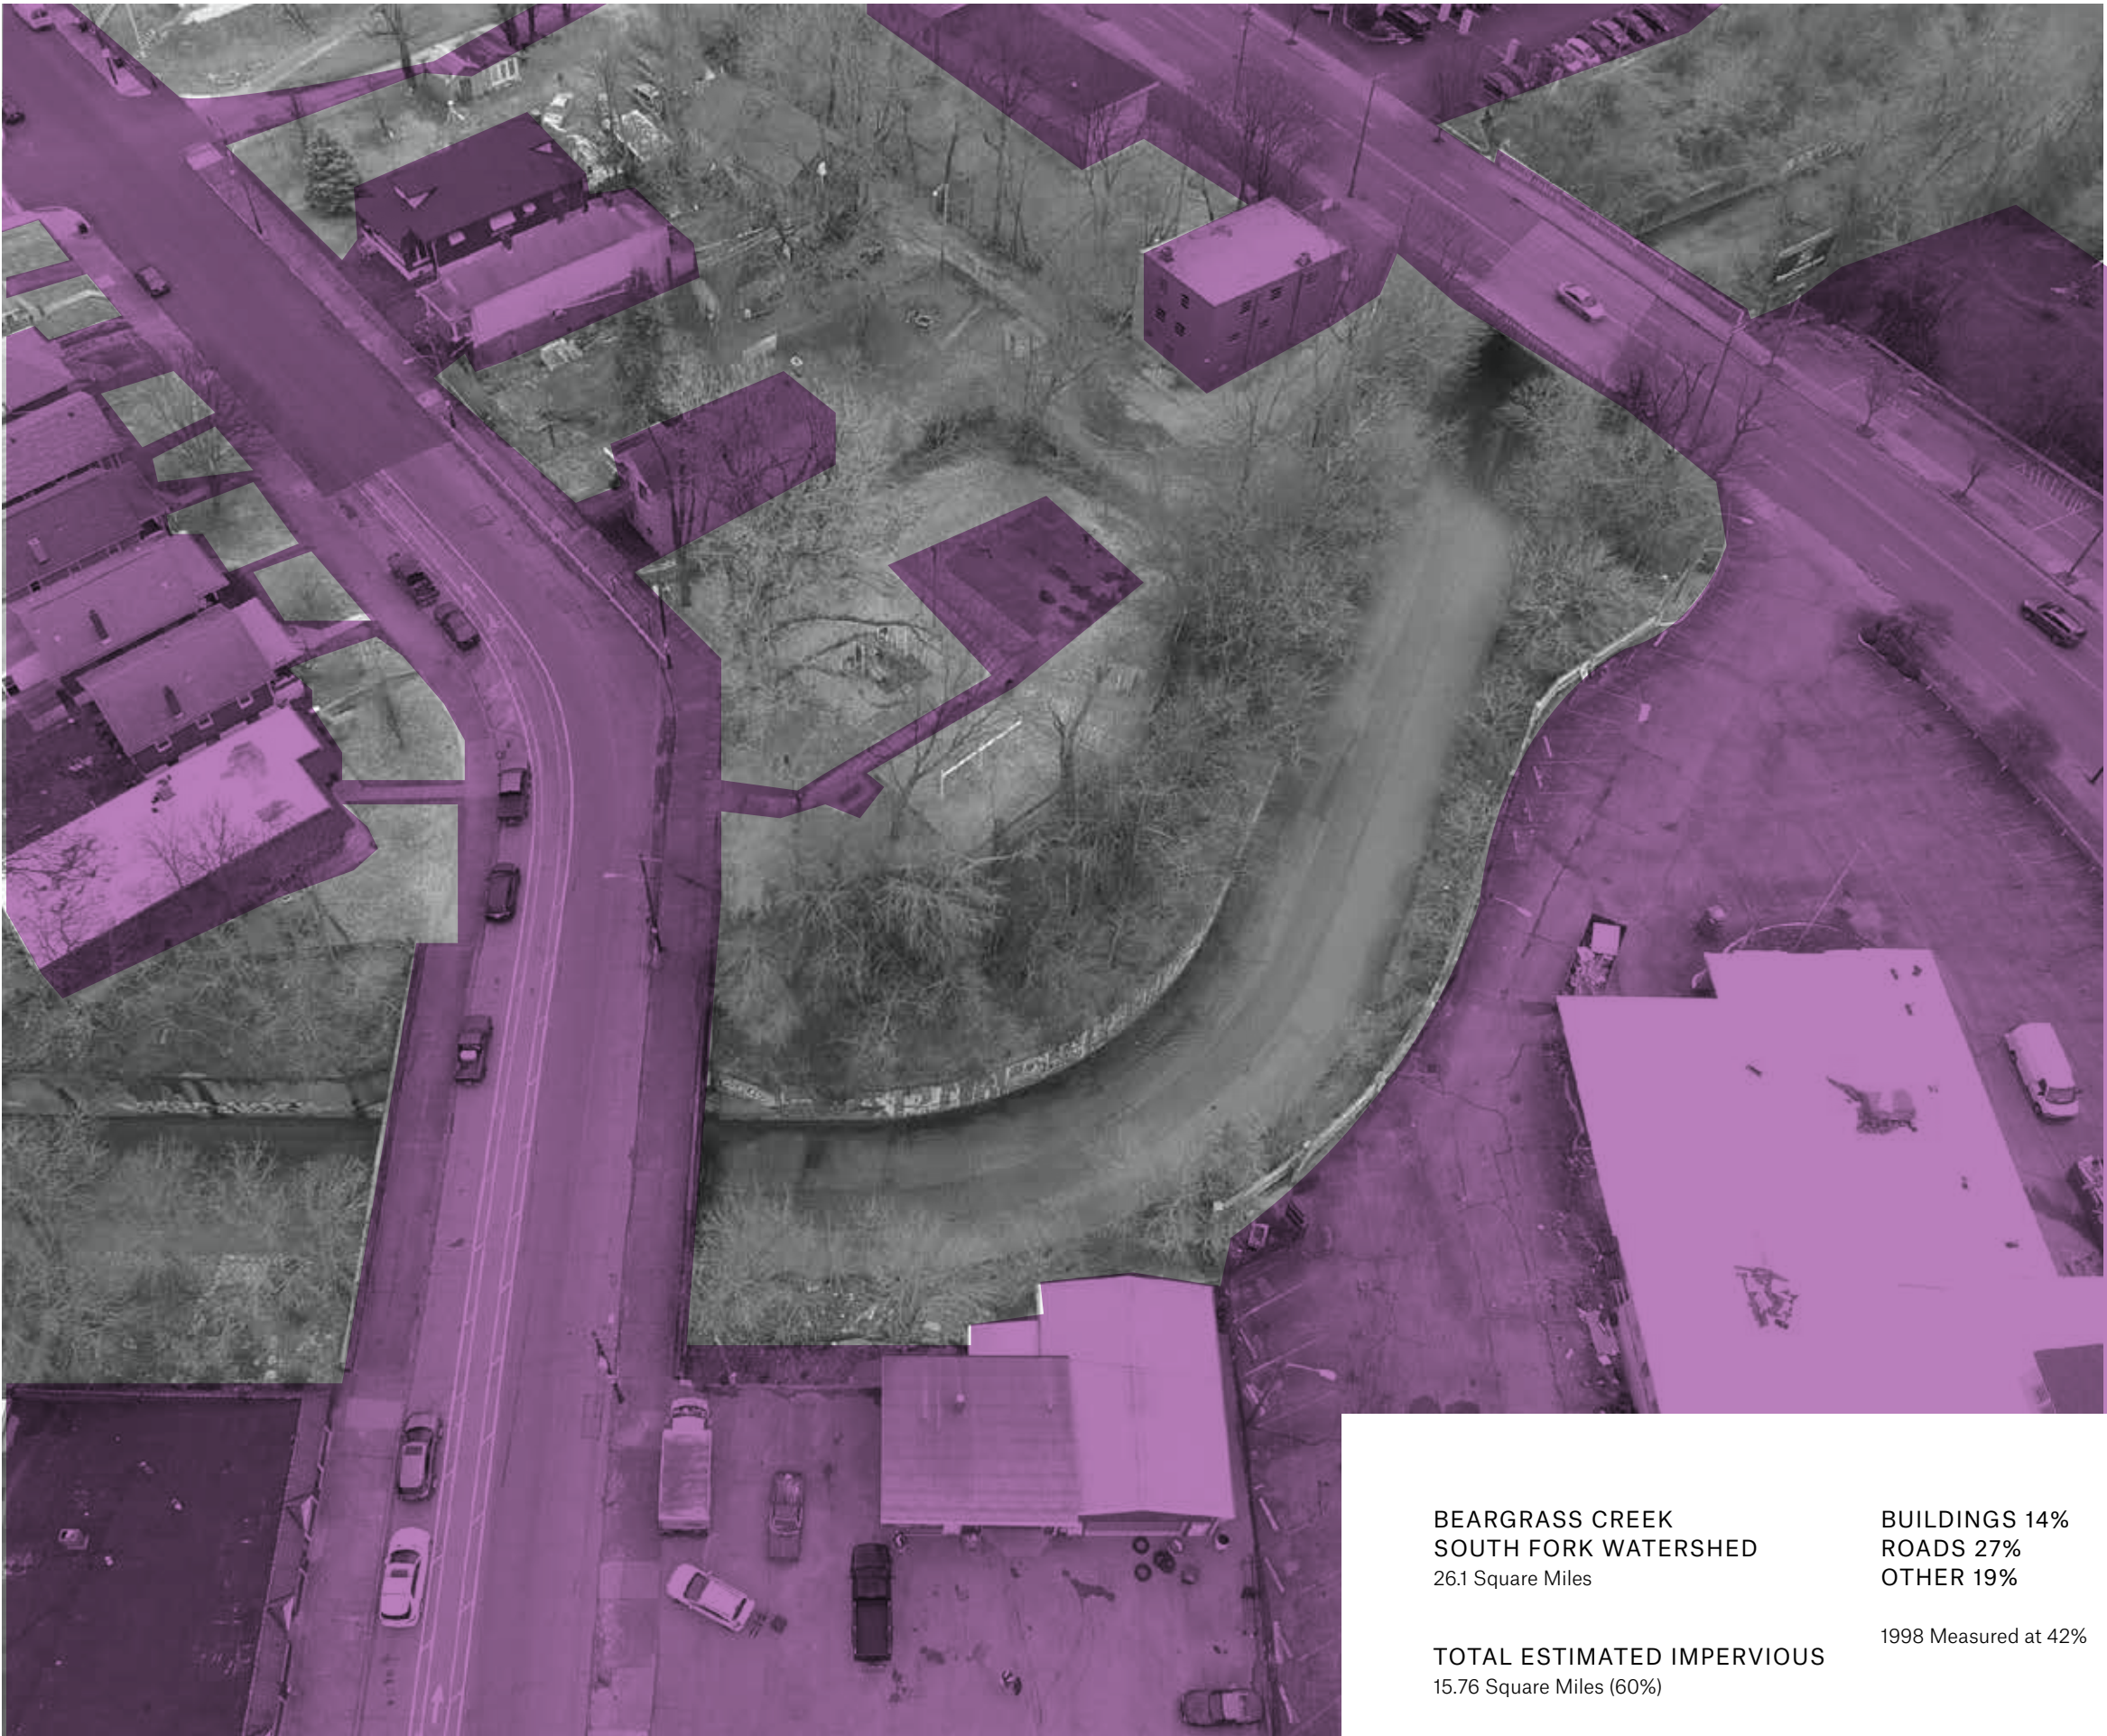 BEARGRASS CREEK
SOUTH FORK WATERSHED
26.1 Square Miles
TOTAL ESTIMATED IMPERVIOUS
15.76 Square Miles (60%)
BUILDINGS 14%
ROADS 27%
OTHER 19%
1998 Measured at 42%